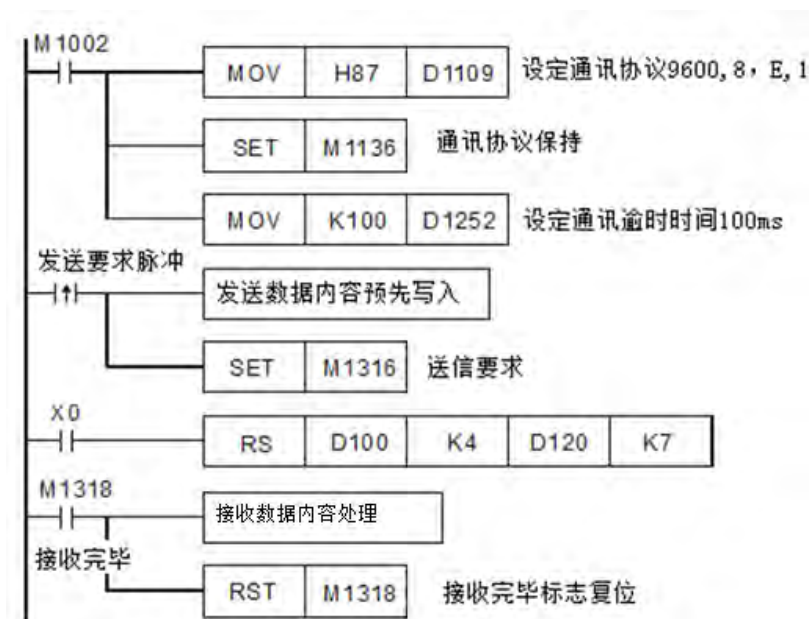 M1002
MOV H87 D1109 设定通讯协议9600,8，E,1
SET M1136 通讯协议保持
MOV K100 D1252 设定通讯逾时时间100ms
发送要求脉冲
发送数据内容预先写入
SET M1316 送信要求
X0
RS D100 K4 D120 K7
M1318
接收数据内容处理
接收完毕
RST M1318 接收完毕标志复位